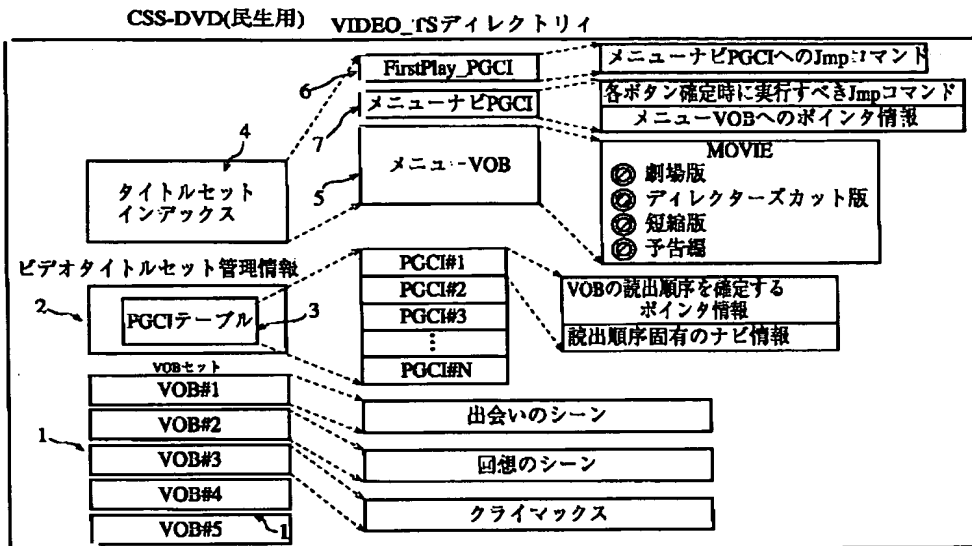 CSS-DVD(民生用)
VIDEO_TSディレクトリィ
6
FirstPlay_PGCI
メニューナビPGCIへのJmpコマンド
7
メニューナビPGCI
各ボタン確定時に実行すべきJmpコマンド
メニューVOBへのポインタ情報
4
タイトルセット
インデックス
5
メニューVOB
MOVIE
劇場版
ディレクターズカット版
短縮版
予告編
ビデオタイトルセット管理情報
2
PGCIテーブル
3
PGCI#1
PGCI#2
PGCI#3
⋮
PGCI#N
VOBの読出順序を確定する
ポインタ情報
読出順序固有のナビ情報
VOBセット
1
VOB#1
VOB#2
VOB#3
VOB#4
VOB#5
1
出会いのシーン
回想のシーン
クライマックス